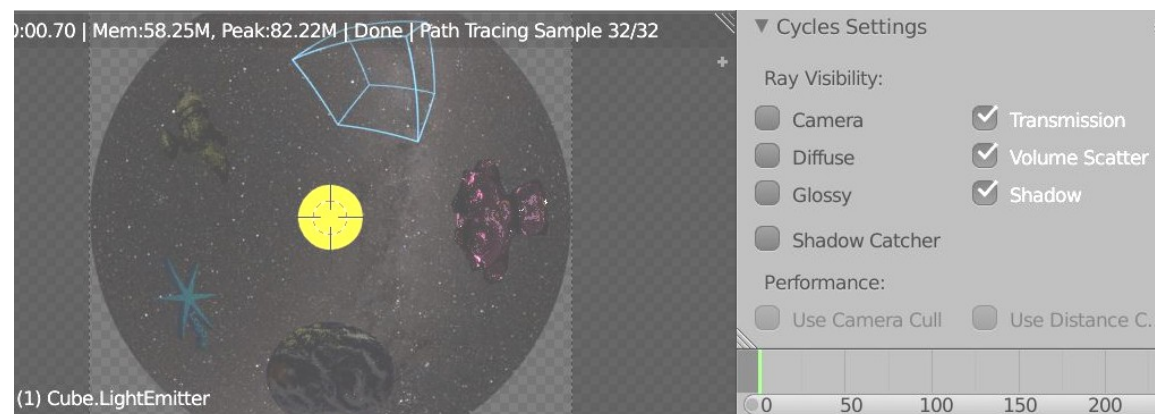 0:00.70 | Mem:58.25M, Peak:82.22M | Done | Path Tracing Sample 32/32
(1) Cube.LightEmitter
Cycles Settings
Ray Visibility:
Camera
Transmission
Diffuse
Volume Scatter
Glossy
Shadow
Shadow Catcher
Performance:
Use Camera Cull
Use Distance C...
0 50 100 150 200